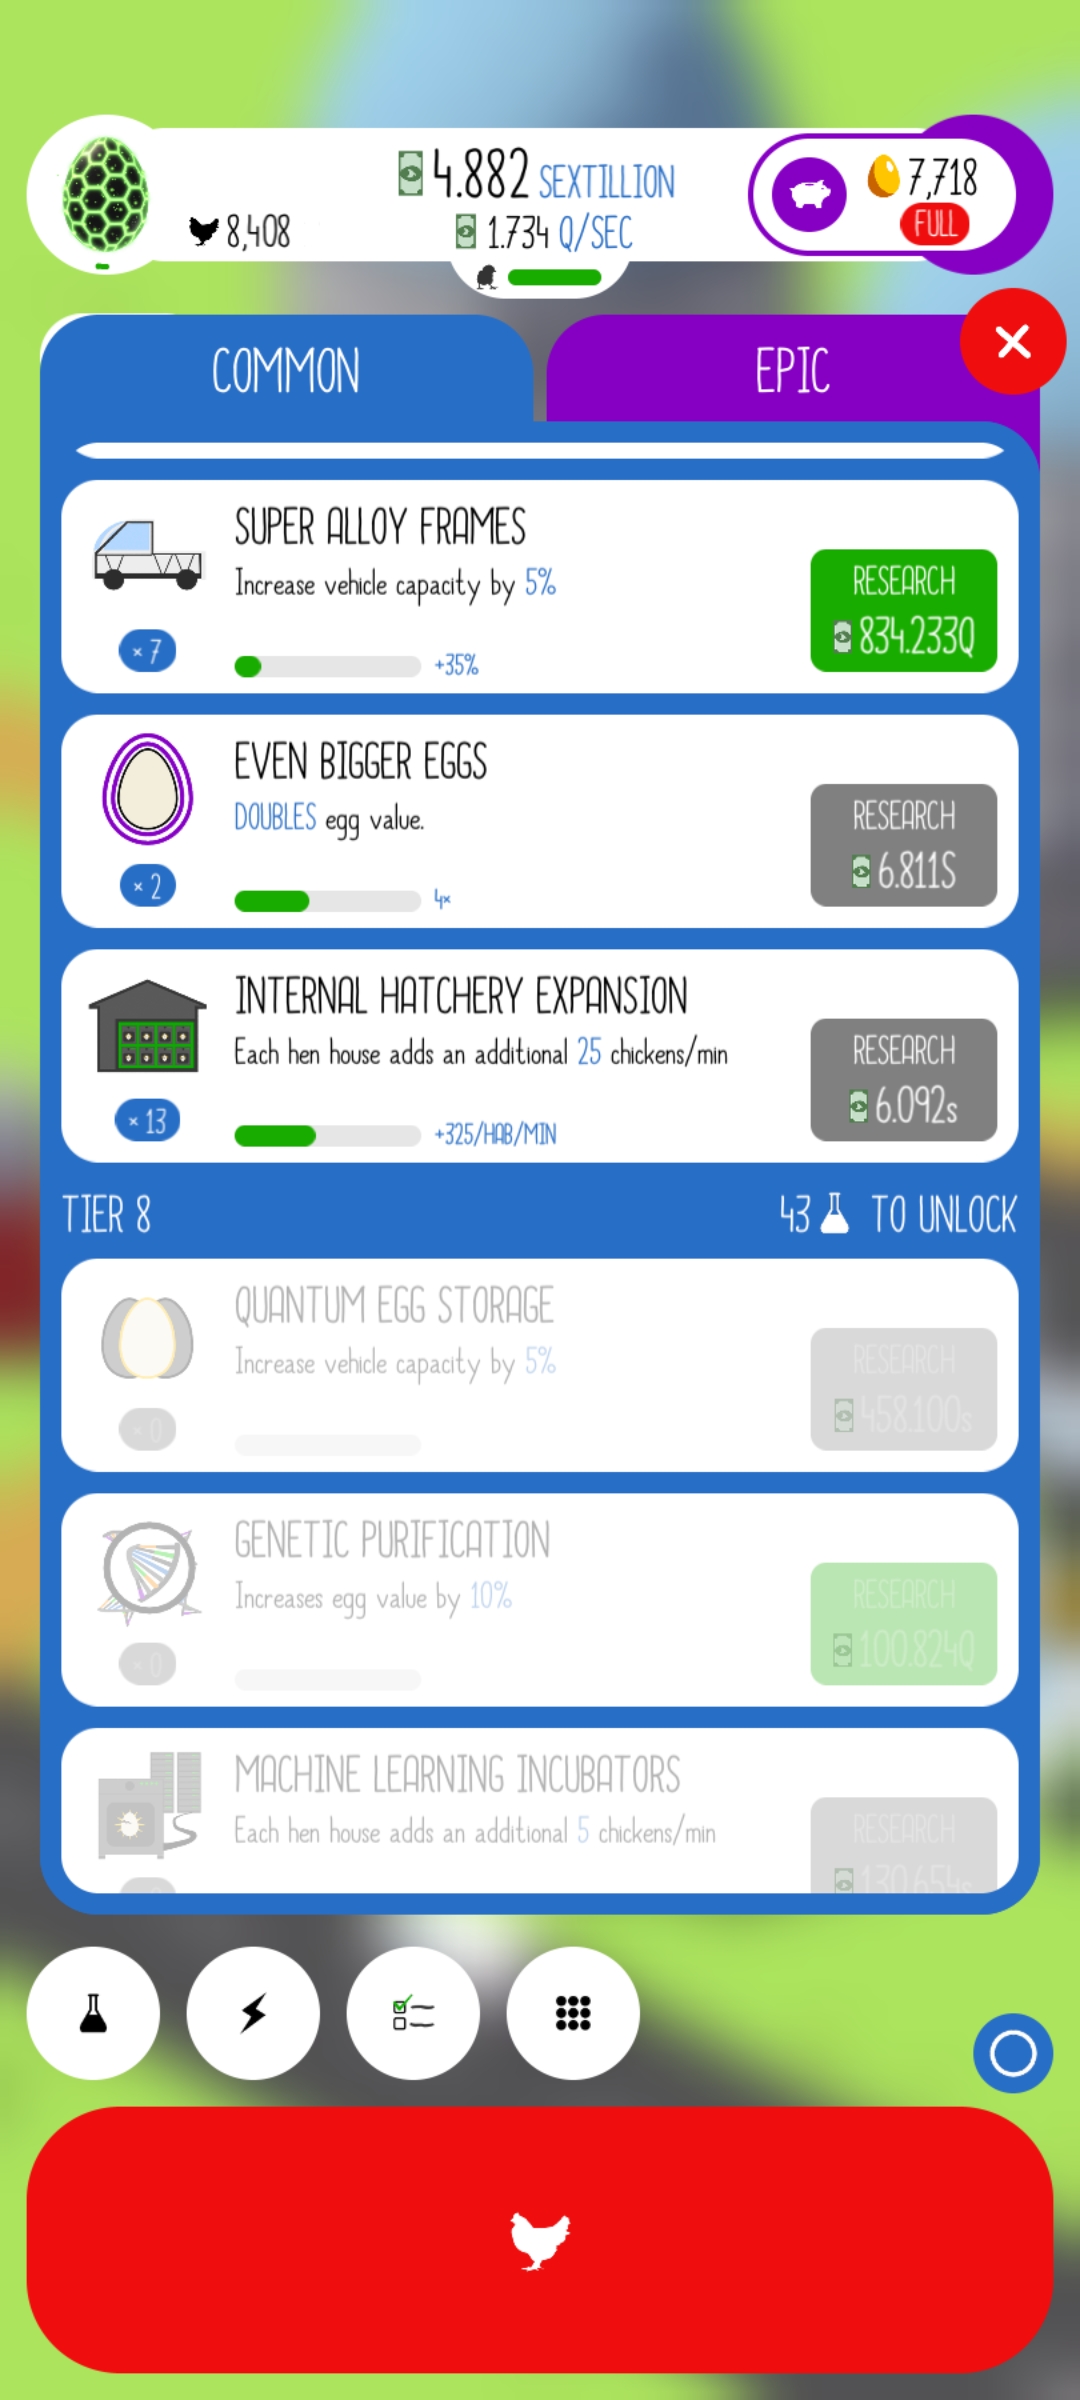 4.882 SEXTILLION
8,408
1.734 Q/SEC
7,718
FULL
COMMON
EPIC
SUPER ALLOY FRAMES
Increase vehicle capacity by 5%
× 7
+35%
RESEARCH
834.233Q
EVEN BIGGER EGGS
DOUBLES egg value.
× 2
4×
RESEARCH
6.811S
INTERNAL HATCHERY EXPANSION
Each hen house adds an additional 25 chickens/min
× 13
+325/HAB/MIN
RESEARCH
6.092s
TIER 8
43 TO UNLOCK
QUANTUM EGG STORAGE
Increase vehicle capacity by 5%
× 0
RESEARCH
458.100s
GENETIC PURIFICATION
Increases egg value by 10%
× 0
RESEARCH
100.824Q
MACHINE LEARNING INCUBATORS
Each hen house adds an additional 5 chickens/min
RESEARCH
130.654s